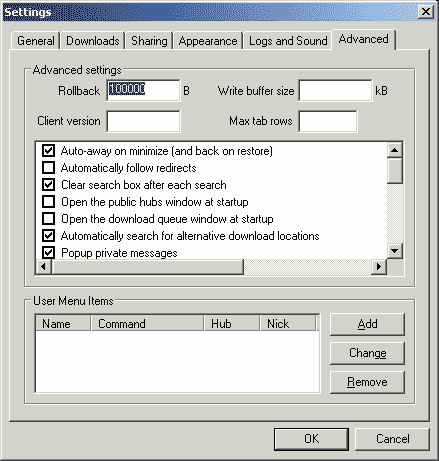 Settings
General Downloads Sharing Appearance Logs and Sound Advanced
Advanced settings
Rollback 100000 B Write buffer size kB
Client version Max tab rows
Auto-away on minimize (and back on restore)
Automatically follow redirects
Clear search box after each search
Open the public hubs window at startup
Open the download queue window at startup
Automatically search for alternative download locations
Popup private messages
User Menu Items
Name Command Hub Nick
Add
Change
Remove
OK Cancel